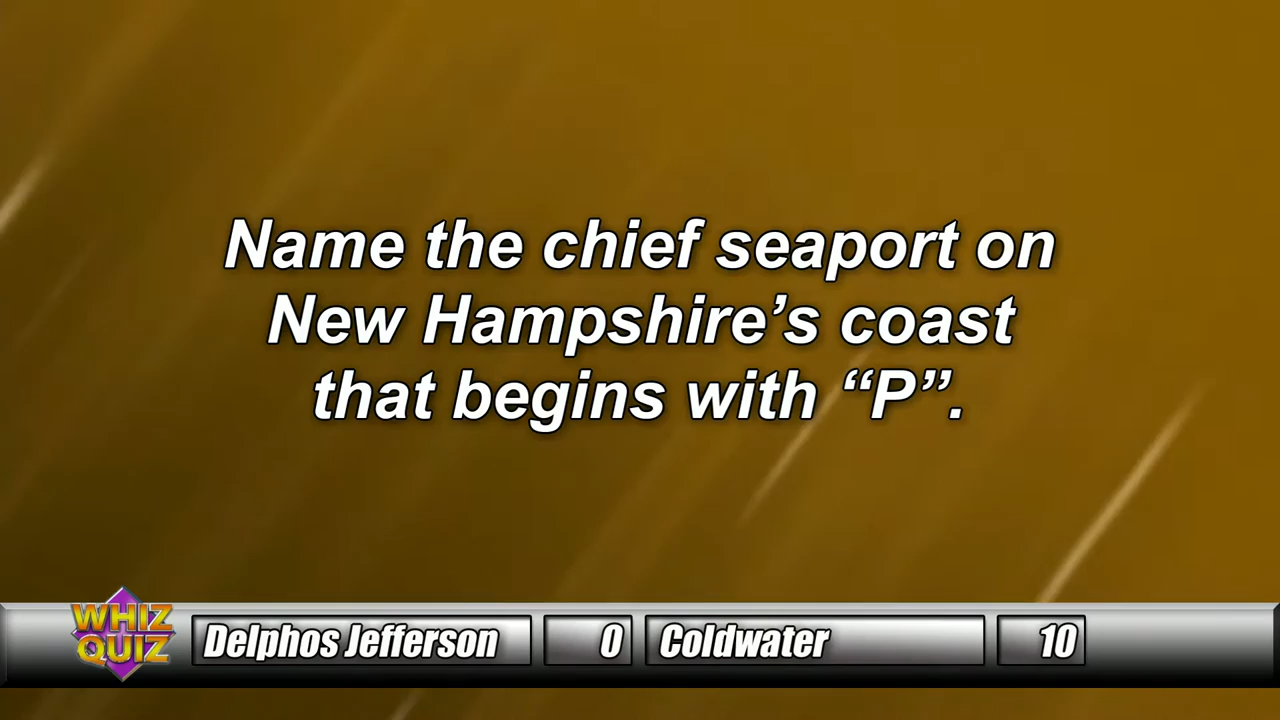 Name the chief seaport on
New Hampshire’s coast
that begins with “P”.
WHIZ
QUIZ
Delphos Jefferson 0 Coldwater 10